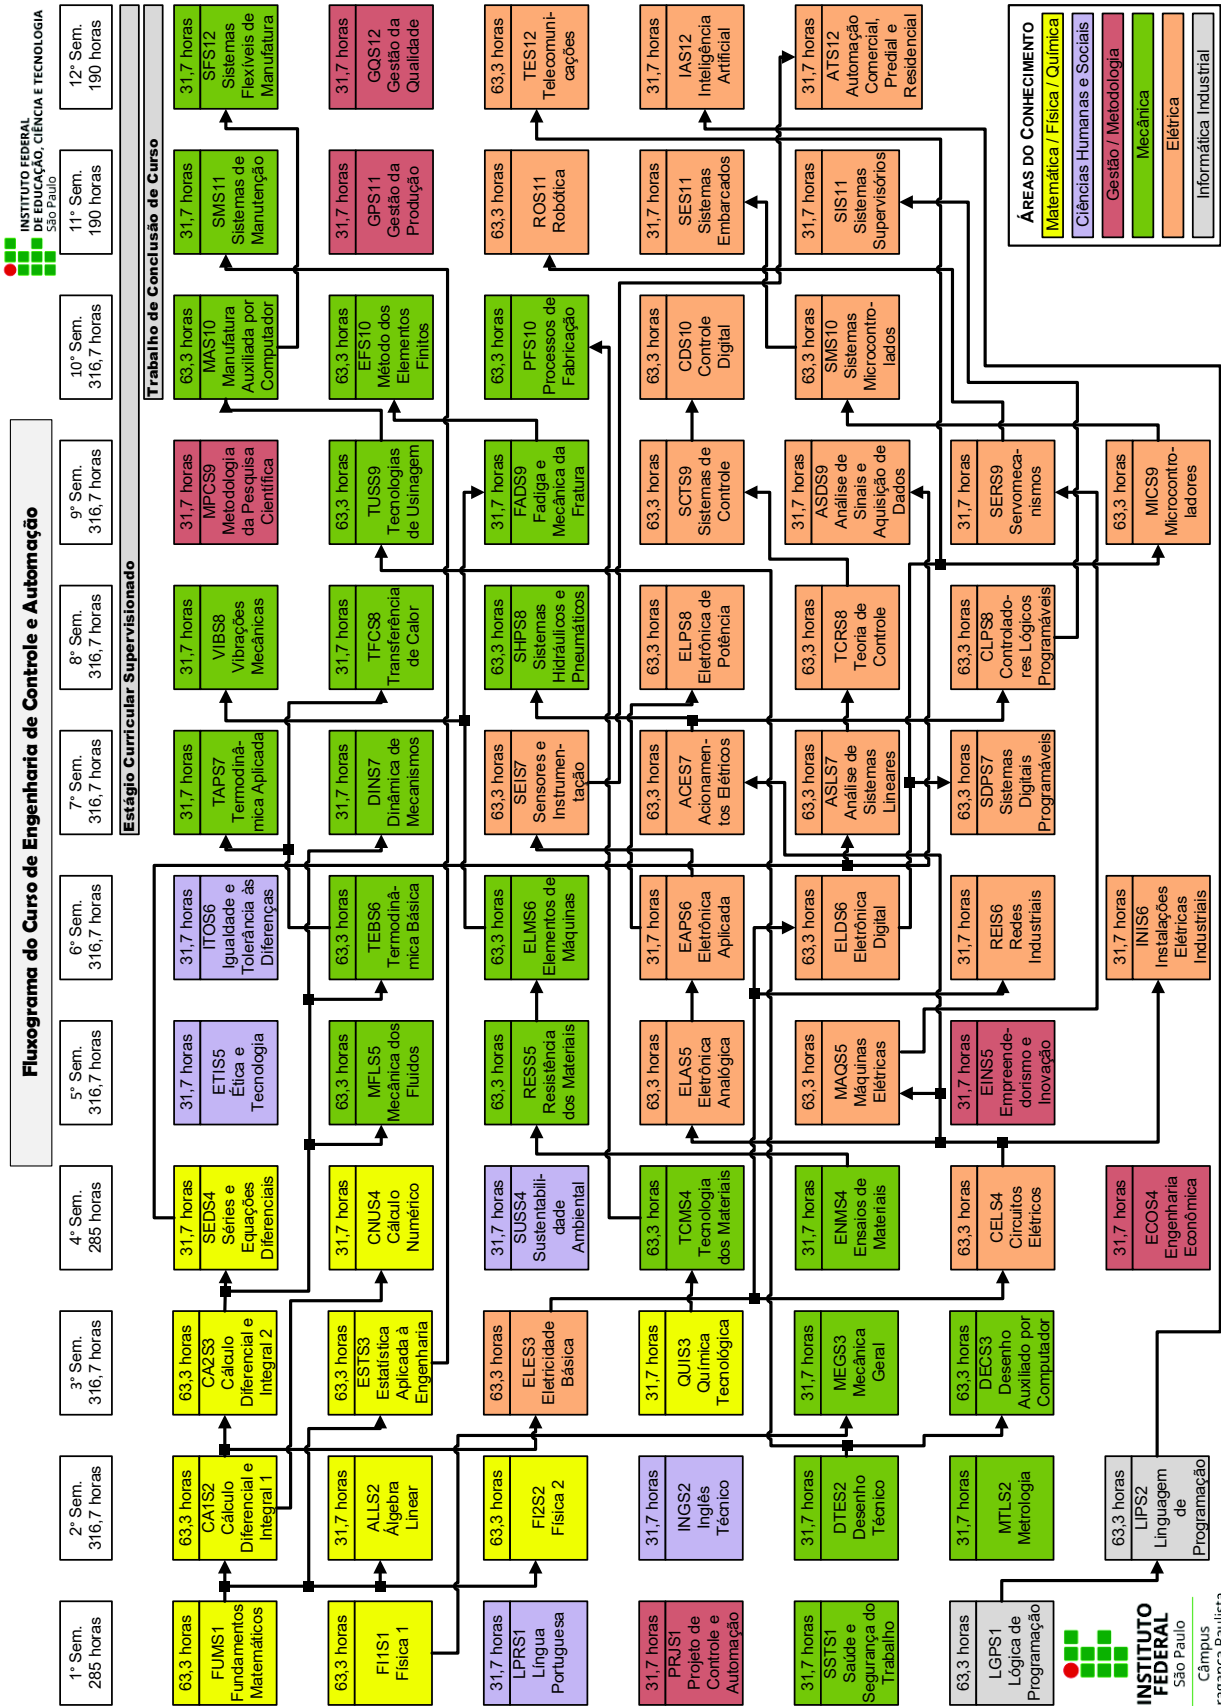 Fluxograma do Curso de Engenharia de Controle e Automação
INSTITUTO FEDERAL
DE EDUCAÇÃO, CIÊNCIA E TECNOLOGIA
São Paulo
1° Sem.
285 horas
2° Sem.
316,7 horas
3° Sem.
316,7 horas
4° Sem.
285 horas
5° Sem.
316,7 horas
6° Sem.
316,7 horas
7° Sem.
316,7 horas
8° Sem.
316,7 horas
9° Sem.
316,7 horas
10° Sem.
316,7 horas
11° Sem.
190 horas
12° Sem.
190 horas
Estágio Curricular Supervisionado
Trabalho de Conclusão de Curso
63,3 horas
FUMS1
Fundamentos
Matemáticos
63,3 horas
CA1S2
Cálculo
Diferencial e
Integral 1
63,3 horas
CA2S3
Cálculo
Diferencial e
Integral 2
31,7 horas
SEDS4
Séries e
Equações
Diferenciais
31,7 horas
ETIS5
Ética e
Tecnologia
31,7 horas
ITOS6
Igualdade e
Tolerância às
Diferenças
31,7 horas
TAPS7
Termodinâ-
mica Aplicada
31,7 horas
VIBS8
Vibrações
Mecânicas
31,7 horas
MPCS9
Metodologia
da Pesquisa
Científica
63,3 horas
MAS10
Manufatura
Auxiliada por
Computador
31,7 horas
SMS11
Sistemas de
Manutenção
31,7 horas
SFS12
Sistemas
Flexíveis de
Manufatura
63,3 horas
FI1S1
Física 1
31,7 horas
ALLS2
Álgebra
Linear
63,3 horas
ESTS3
Estatística
Aplicada à
Engenharia
31,7 horas
CNUS4
Cálculo
Numérico
63,3 horas
MFLS5
Mecânica dos
Fluidos
63,3 horas
TEBS6
Termodinâ-
mica Básica
31,7 horas
DINS7
Dinâmica de
Mecanismos
31,7 horas
TFCS8
Transferência
de Calor
63,3 horas
TUSS9
Tecnologias
de Usinagem
63,3 horas
EFS10
Método dos
Elementos
Finitos
31,7 horas
GPS11
Gestão da
Produção
31,7 horas
GQS12
Gestão da
Qualidade
31,7 horas
LPRS1
Língua
Portuguesa
63,3 horas
FI2S2
Física 2
63,3 horas
ELES3
Eletricidade
Básica
31,7 horas
SUSS4
Sustentabili-
dade
Ambiental
63,3 horas
RESS5
Resistência
dos Materiais
63,3 horas
ELMS6
Elementos de
Máquinas
63,3 horas
SEIS7
Sensores e
Instrumen-
tação
63,3 horas
SHPS8
Sistemas
Hidráulicos e
Pneumáticos
31,7 horas
FADS9
Fadiga e
Mecânica da
Fratura
63,3 horas
PFS10
Processos de
Fabricação
63,3 horas
ROS11
Robótica
63,3 horas
TES12
Telecomuni-
cações
31,7 horas
PRJS1
Projeto de
Controle e
Automação
31,7 horas
INGS2
Inglês
Técnico
31,7 horas
QUIS3
Química
Tecnológica
63,3 horas
TCMS4
Tecnologia
dos Materiais
63,3 horas
ELAS5
Eletrônica
Analógica
63,3 horas
EAPS6
Eletrônica
Aplicada
63,3 horas
ACES7
Acionamen-
tos Elétricos
63,3 horas
ELPS8
Eletrônica de
Potência
63,3 horas
SCTS9
Sistemas de
Controle
63,3 horas
CDS10
Controle
Digital
31,7 horas
SES11
Sistemas
Embarcados
31,7 horas
IAS12
Inteligência
Artificial
31,7 horas
SSTS1
Saúde e
Segurança do
Trabalho
31,7 horas
DTES2
Desenho
Técnico
31,7 horas
MEGS3
Mecânica
Geral
31,7 horas
ENMS4
Ensaios de
Materiais
63,3 horas
MAQS5
Máquinas
Elétricas
63,3 horas
ELDS6
Eletrônica
Digital
63,3 horas
ASLS7
Análise de
Sistemas
Lineares
63,3 horas
TCRS8
Teoria de
Controle
31,7 horas
ASDS9
Análise de
Sinais e
Aquisição de
Dados
63,3 horas
SMS10
Sistemas
Microcontro-
lados
31,7 horas
SIS11
Sistemas
Supervisórios
31,7 horas
ATS12
Automação
Comercial,
Predial e
Residencial
63,3 horas
LGPS1
Lógica de
Programação
31,7 horas
MTLS2
Metrologia
63,3 horas
DECS3
Desenho
Auxiliado por
Computador
63,3 horas
CELS4
Circuitos
Elétricos
31,7 horas
EINS5
Empreende-
dorismo e
Inovação
31,7 horas
REIS6
Redes
Industriais
63,3 horas
SDPS7
Sistemas
Digitais
Programáveis
63,3 horas
CLPS8
Controlado-
res Lógicos
Programáveis
31,7 horas
SERS9
Servomeca-
nismos
63,3 horas
LIPS2
Linguagem
de
Programação
31,7 horas
ECOS4
Engenharia
Econômica
31,7 horas
INIS6
Instalações
Elétricas
Industriais
63,3 horas
MICS9
Microcontro-
ladores
ÁREAS DO CONHECIMENTO
Matemática / Física / Química
Ciências Humanas e Sociais
Gestão / Metodologia
Mecânica
Elétrica
Informática Industrial
INSTITUTO
FEDERAL
São Paulo
Câmpus
Paulista